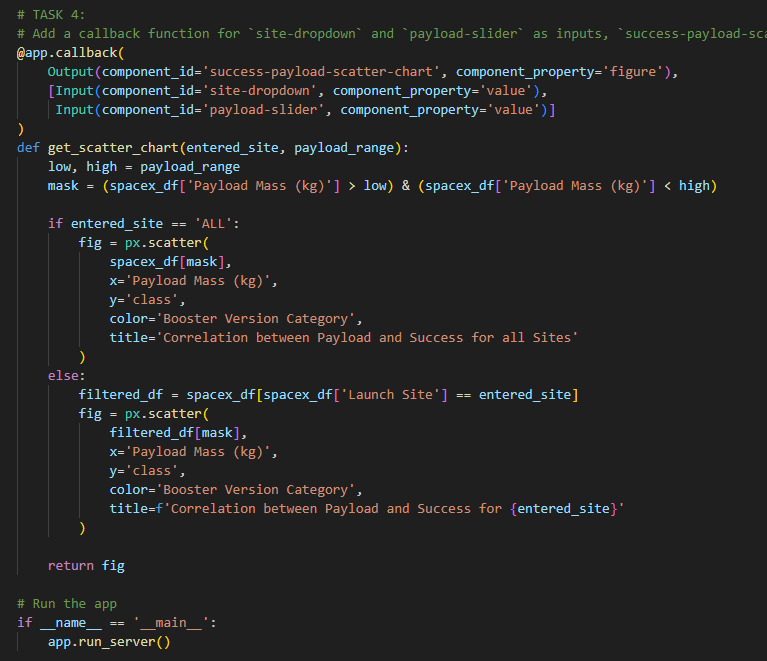 # TASK 4:
# Add a callback function for `site-dropdown` and `payload-slider` as inputs, `success-payload-sca
@app.callback(
    Output(component_id='success-payload-scatter-chart', component_property='figure'),
    [Input(component_id='site-dropdown', component_property='value'),
     Input(component_id='payload-slider', component_property='value')]
)
def get_scatter_chart(entered_site, payload_range):
    low, high = payload_range
    mask = (spacex_df['Payload Mass (kg)'] > low) & (spacex_df['Payload Mass (kg)'] < high)

    if entered_site == 'ALL':
        fig = px.scatter(
            spacex_df[mask],
            x='Payload Mass (kg)',
            y='class',
            color='Booster Version Category',
            title='Correlation between Payload and Success for all Sites'
        )
    else:
        filtered_df = spacex_df[spacex_df['Launch Site'] == entered_site]
        fig = px.scatter(
            filtered_df[mask],
            x='Payload Mass (kg)',
            y='class',
            color='Booster Version Category',
            title=f'Correlation between Payload and Success for {entered_site}'
        )

    return fig

# Run the app
if __name__ == '__main__':
    app.run_server()